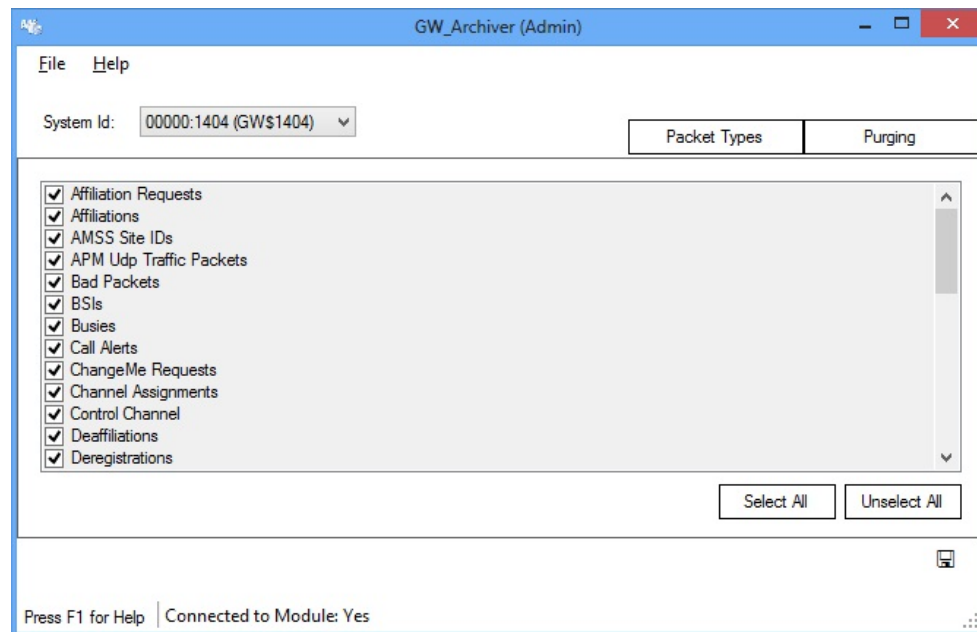 GW_Archiver (Admin)
File Help
System Id: 00000:1404 (GW$1404)
Packet Types Purging
Affiliation Requests
Affiliations
AMSS Site IDs
APM Udp Traffic Packets
Bad Packets
BSIs
Busies
Call Alerts
ChangeMe Requests
Channel Assignments
Control Channel
Deaffiliations
Deregistrations
Select All Unselect All
Press F1 for Help Connected to Module: Yes